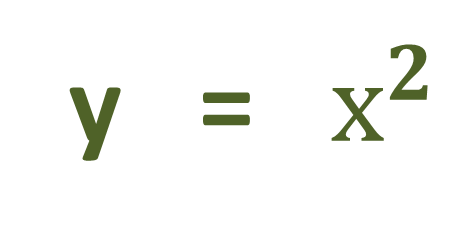 y = x²